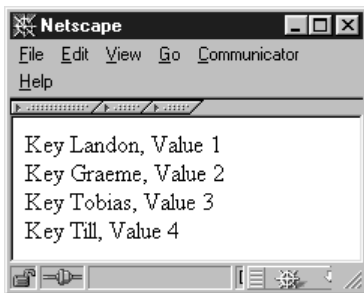 Netscape
File Edit View Go Communicator
Help
Key Landon, Value 1
Key Graeme, Value 2
Key Tobias, Value 3
Key Till, Value 4